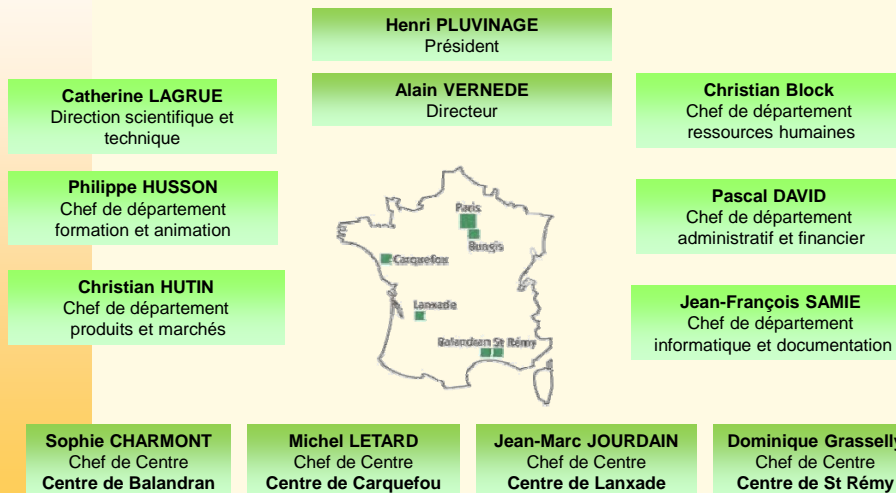 Henri PLUVINAGE
Président
Alain VERNEDE
Directeur
Catherine LAGRUE
Direction scientifique et
technique
Christian Block
Chef de département
ressources humaines
Philippe HUSSON
Chef de département
formation et animation
Pascal DAVID
Chef de département
administratif et financier
Christian HUTIN
Chef de département
produits et marchés
Jean-François SAMIE
Chef de département
informatique et documentation
Paris
Rungis
Carquefou
Lanxade
Balandran St Rémy
Sophie CHARMONT
Chef de Centre
Centre de Balandran
Michel LETARD
Chef de Centre
Centre de Carquefou
Jean-Marc JOURDAIN
Chef de Centre
Centre de Lanxade
Dominique Grasselly
Chef de Centre
Centre de St Rémy